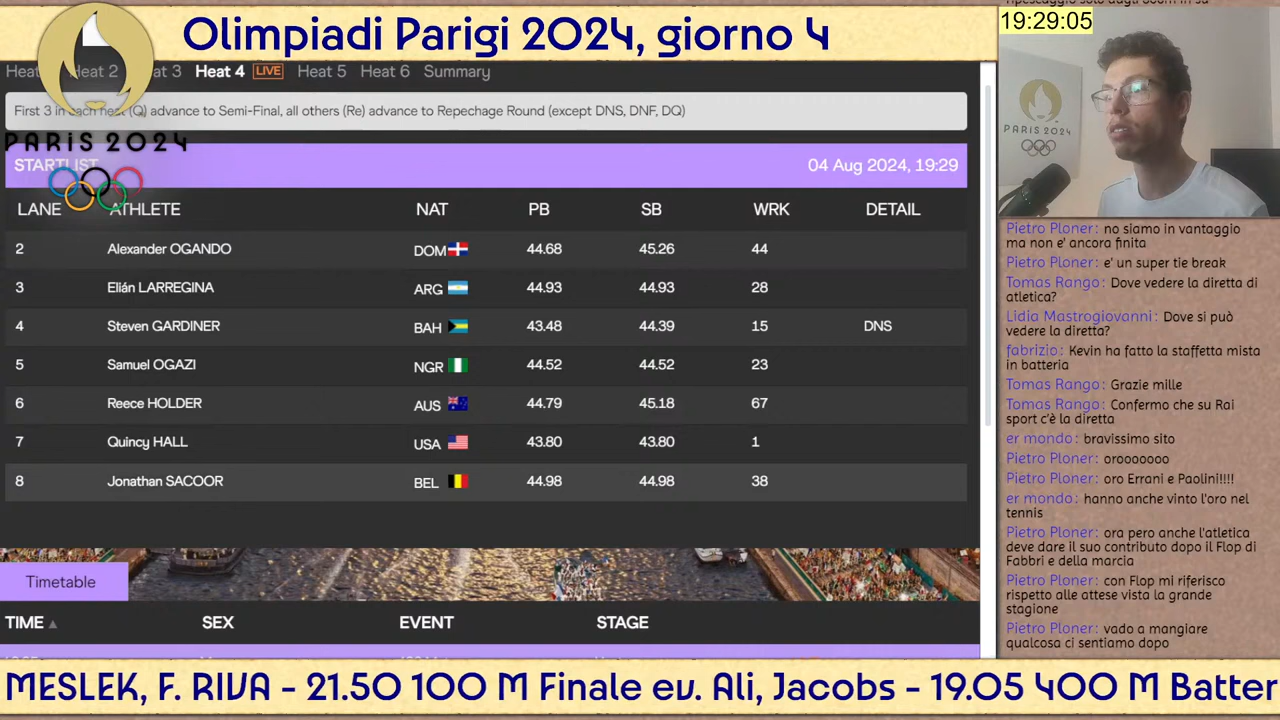 ripescaggio solo dagli 800m in su
Olimpiadi Parigi 2024, giorno 4
19:29:05
Heat 2 Heat 3 Heat 4 LIVE Heat 5 Heat 6 Summary
First 3 in each heat (Q) advance to Semi-Final, all others (Re) advance to Repechage Round (except DNS, DNF, DQ)
PARIS 2024
STARTLIST 04 Aug 2024, 19:29
LANE ATHLETE NAT PB SB WRK DETAIL
2 Alexander OGANDO DOM 44.68 45.26 44
3 Elián LARREGINA ARG 44.93 44.93 28
4 Steven GARDINER BAH 43.48 44.39 15 DNS
5 Samuel OGAZI NGR 44.52 44.52 23
6 Reece HOLDER AUS 44.79 45.18 67
7 Quincy HALL USA 43.80 43.80 1
8 Jonathan SACOOR BEL 44.98 44.98 38
Timetable
TIME SEX EVENT STAGE
PARIS 2024
Pietro Ploner: no siamo in vantaggio
ma non e' ancora finita
Pietro Ploner: e' un super tie break
Tomas Rango: Dove vedere la diretta di
atletica?
Lidia Mastrogiovanni: Dove si può
vedere la diretta?
fabrizio: Kevin ha fatto la staffetta mista
in batteria
Tomas Rango: Grazie mille
Tomas Rango: Confermo che su Rai
sport c'è la diretta
er mondo: bravissimo sito
Pietro Ploner: orooooooo
Pietro Ploner: oro Errani e Paolini!!!!
er mondo: hanno anche vinto l'oro nel
tennis
Pietro Ploner: ora pero anche l'atletica
deve dare il suo contributo dopo il Flop di
Fabbri e della marcia
Pietro Ploner: con Flop mi riferisco
rispetto alle attese vista la grande
stagione
Pietro Ploner: vado a mangiare
qualcosa ci sentiamo dopo
MESLEK, F. RIVA - 21.50 100 M Finale ev. Ali, Jacobs - 19.05 400 M Batter